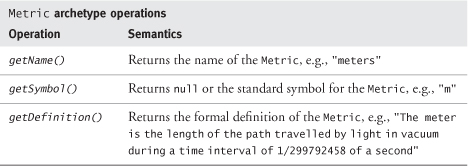 Metric archetype operations
Operation Semantics
getName() Returns the name of the Metric, e.g., "meters"
getSymbol() Returns null or the standard symbol for the Metric, e.g., "m"
getDefinition() Returns the formal definition of the Metric, e.g., "The meter
is the length of the path travelled by light in vacuum
during a time interval of 1/299792458 of a second"